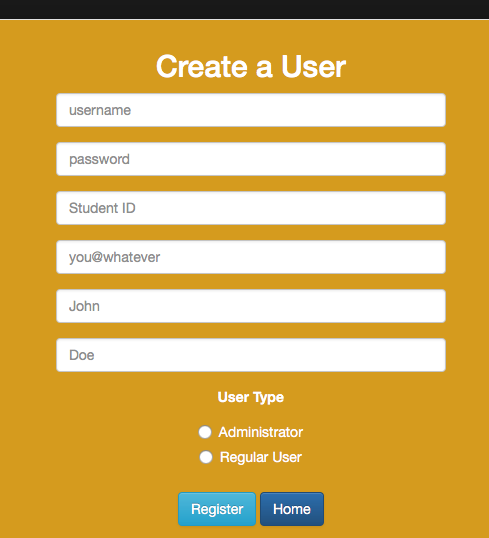 Create a User
username
password
Student ID
you@whatever
John
Doe
User Type
Administrator
Regular User
Register Home